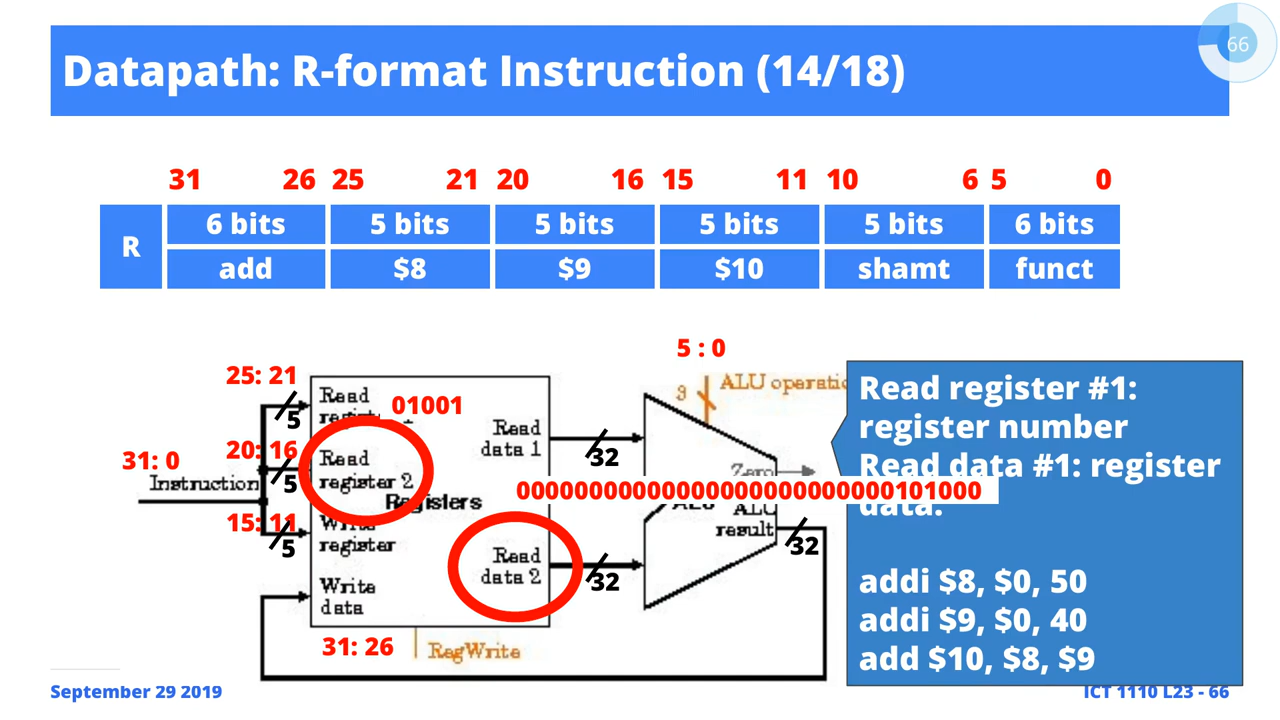 66
Datapath: R-format Instruction (14/18)
31 26 25 21 20 16 15 11 10 6 5 0
R
6 bits 5 bits 5 bits 5 bits 5 bits 6 bits
add $8 $9 $10 shamt funct
5 : 0
25: 21
3 ALU operatio
Read
01001
5
Read
data 1
32
20: 16
31: 0
Instruction
5
Read
register 2
Registers
Zero
00000000000000000000000000101000
ALU
result
15: 11
5
Write
register
32
Read
data 2
32
Write
data
31: 26
RegWrite
Read register #1:
register number
Read data #1: register
data.
addi $8, $0, 50
addi $9, $0, 40
add $10, $8, $9
September 29 2019
ICT 1110 L23 - 66